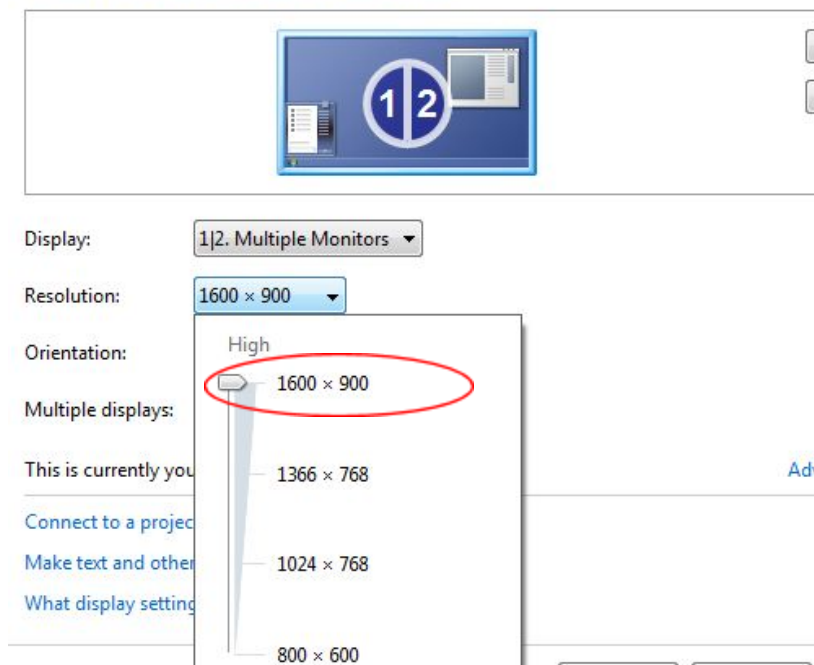 1 2
Display: 1|2. Multiple Monitors
Resolution: 1600 × 900
High
Orientation:
1600 × 900
Multiple displays:
This is currently you
1366 × 768
Adv
Connect to a projec
Make text and other
1024 × 768
What display setting
800 × 600